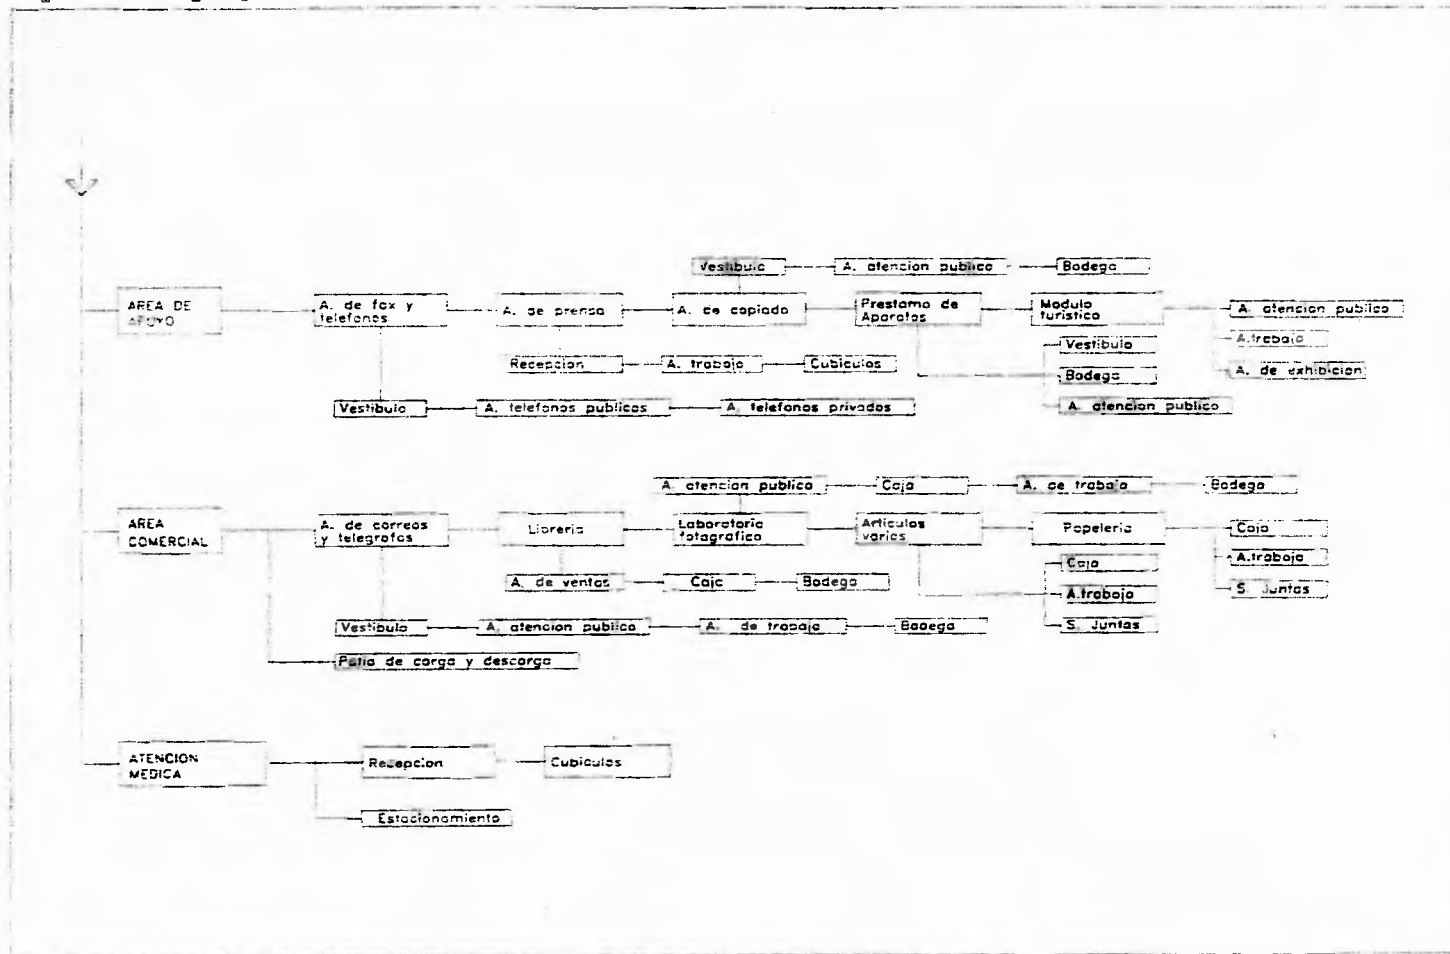 Vestibulo
A. atencion publico
Bodega
AREA DE
APOYO
A. de fax y
telefonos
A. de prensa
A. de copiado
Prestamo de
Aparatos
Modulo
turistico
A. atencion publico
A.trabajo
A. de exhibicion
Recepcion
A. trabajo
Cubiculos
Vestibulo
Bodega
A. atencion publico
Vestibulo
A. telefonos publicos
A. telefonos privados
A. atencion publico
Caja
A. de trabajo
Bodega
AREA
COMERCIAL
A. de correos
y telegrafos
Libreria
Laboratorio
fotografico
Articulos
varios
Papeleria
Caja
A.trabajo
S. Juntas
A. de ventas
Caja
Bodega
Caja
A.trabajo
S. Juntas
Vestibulo
A. atencion publico
A. de trabajo
Bodega
Patio de carga y descarga
ATENCION
MEDICA
Recepcion
Cubiculos
Estacionamiento